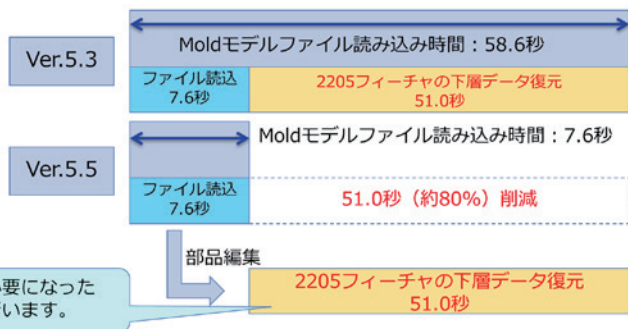 Ver.5.3
Moldモデルファイル読み込み時間：58.6秒
ファイル読込
7.6秒
2205フィーチャの下層データ復元
51.0秒
Ver.5.5
Moldモデルファイル読み込み時間：7.6秒
ファイル読込
7.6秒
51.0秒（約80%）削減
部品編集
要になった
います。
2205フィーチャの下層データ復元
51.0秒